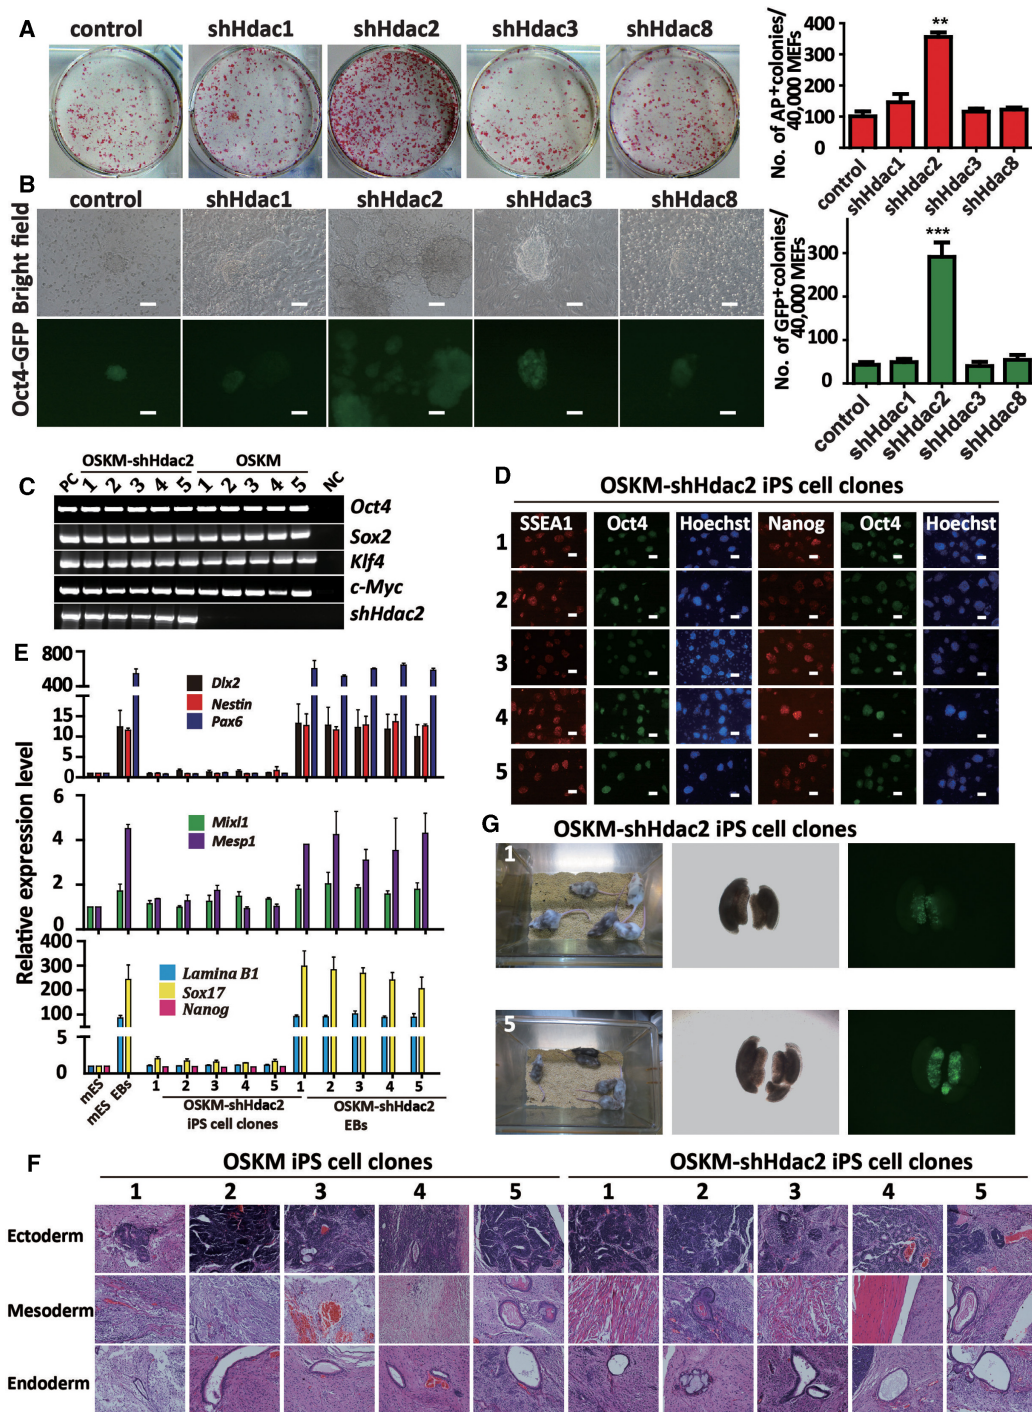 A
control shHdac1 shHdac2 shHdac3 shHdac8
No. of AP+colonies/
40,000 MEFs
400
300
200
100
0
**
control shHdac1 shHdac2 shHdac3 shHdac8
B
control shHdac1 shHdac2 shHdac3 shHdac8
Bright field
Oct4-GFP
No. of GFP+colonies/
40,000 MEFs
300
200
100
0
***
control shHdac1 shHdac2 shHdac3 shHdac8
C
OSKM-shHdac2 OSKM
PC 1 2 3 4 5 1 2 3 4 5 NC
Oct4
Sox2
Klf4
c-Myc
shHdac2
D
OSKM-shHdac2 iPS cell clones
SSEA1 Oct4 Hoechst Nanog Oct4 Hoechst
1
2
3
4
5
E
Relative expression level
800
400
15
10
5
0
Dlx2
Nestin
Pax6
6
4
2
0
Mixl1
Mesp1
400
300
200
100
5
0
Lamina B1
Sox17
Nanog
mES mES EBs 1 2 3 4 5 1 2 3 4 5
OSKM-shHdac2
iPS cell clones
OSKM-shHdac2
EBs
G
OSKM-shHdac2 iPS cell clones
1
5
F
OSKM iPS cell clones OSKM-shHdac2 iPS cell clones
1 2 3 4 5 1 2 3 4 5
Ectoderm
Mesoderm
Endoderm